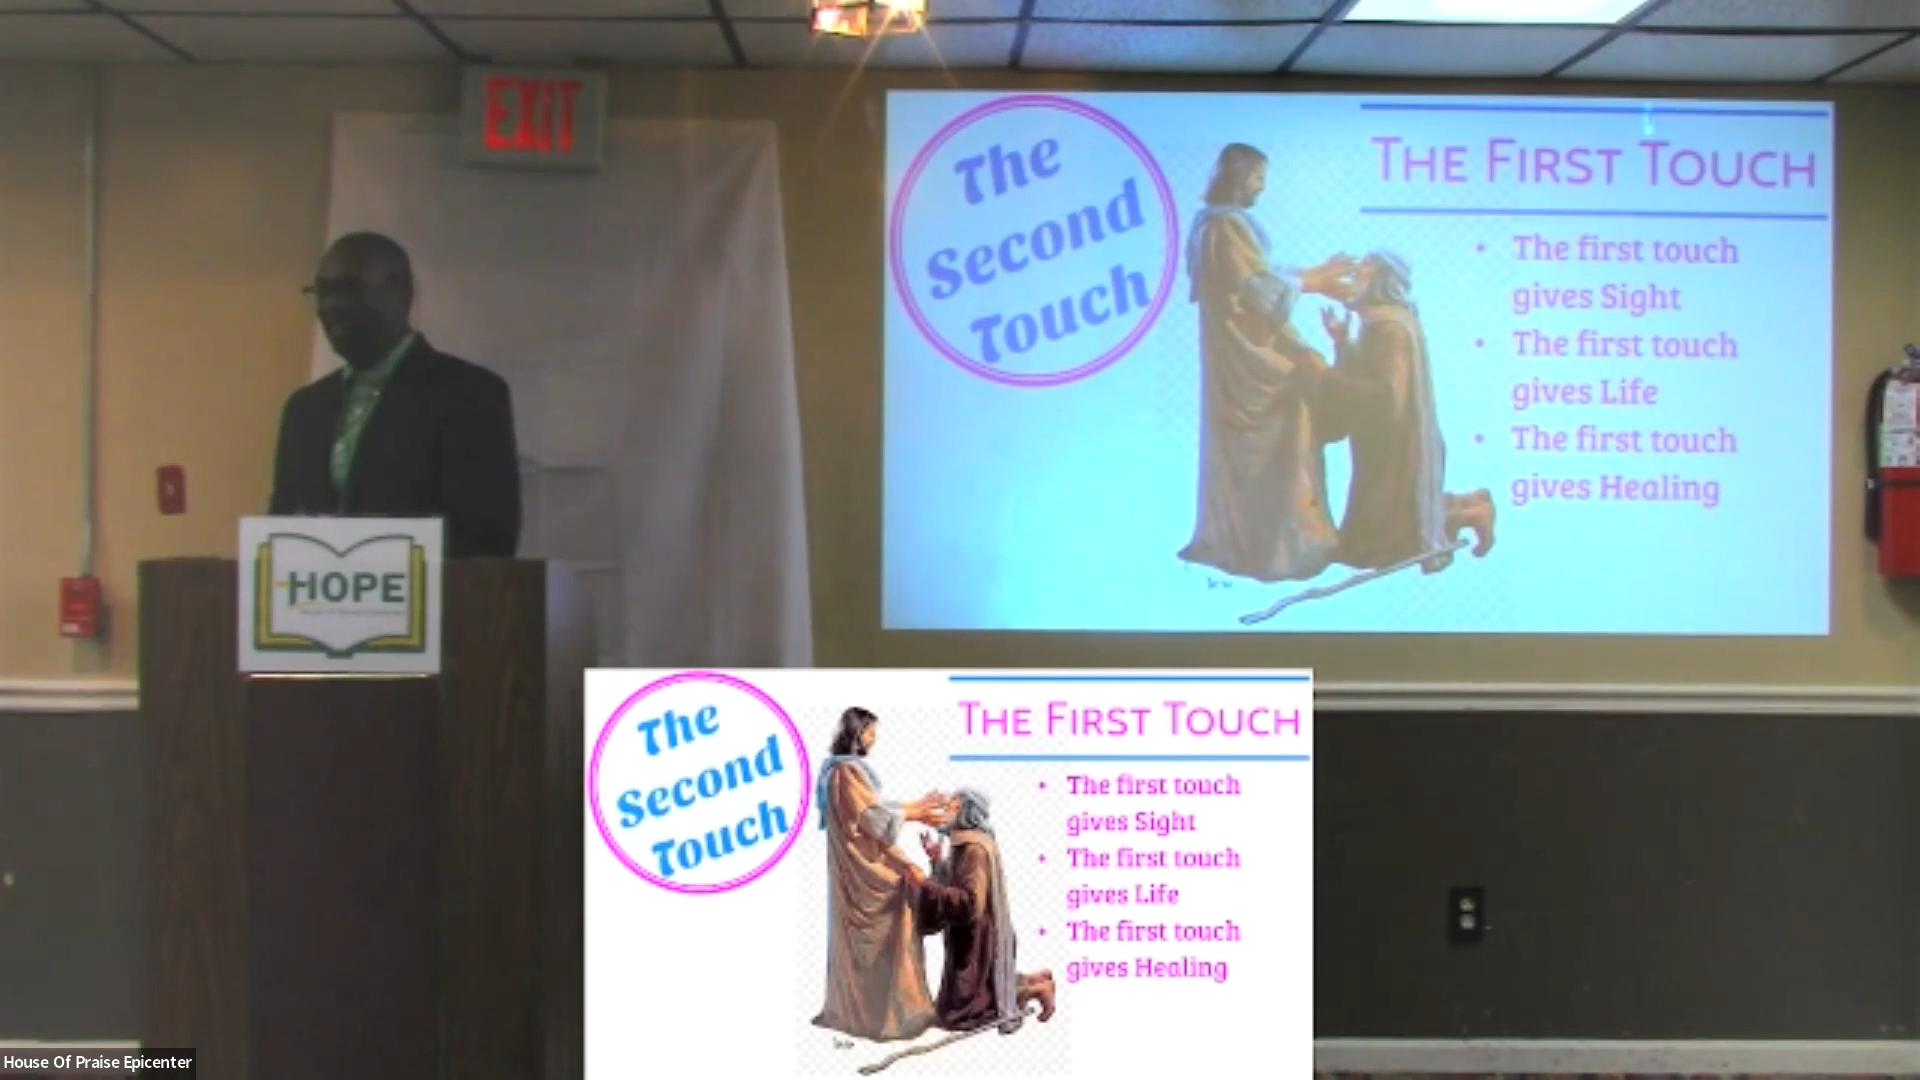 EXIT
The
Second
Touch
THE FIRST TOUCH
• The first touch
gives Sight
• The first touch
gives Life
• The first touch
gives Healing
HOPE
The
Second
Touch
THE FIRST TOUCH
• The first touch
gives Sight
• The first touch
gives Life
• The first touch
gives Healing
House Of Praise Epicenter